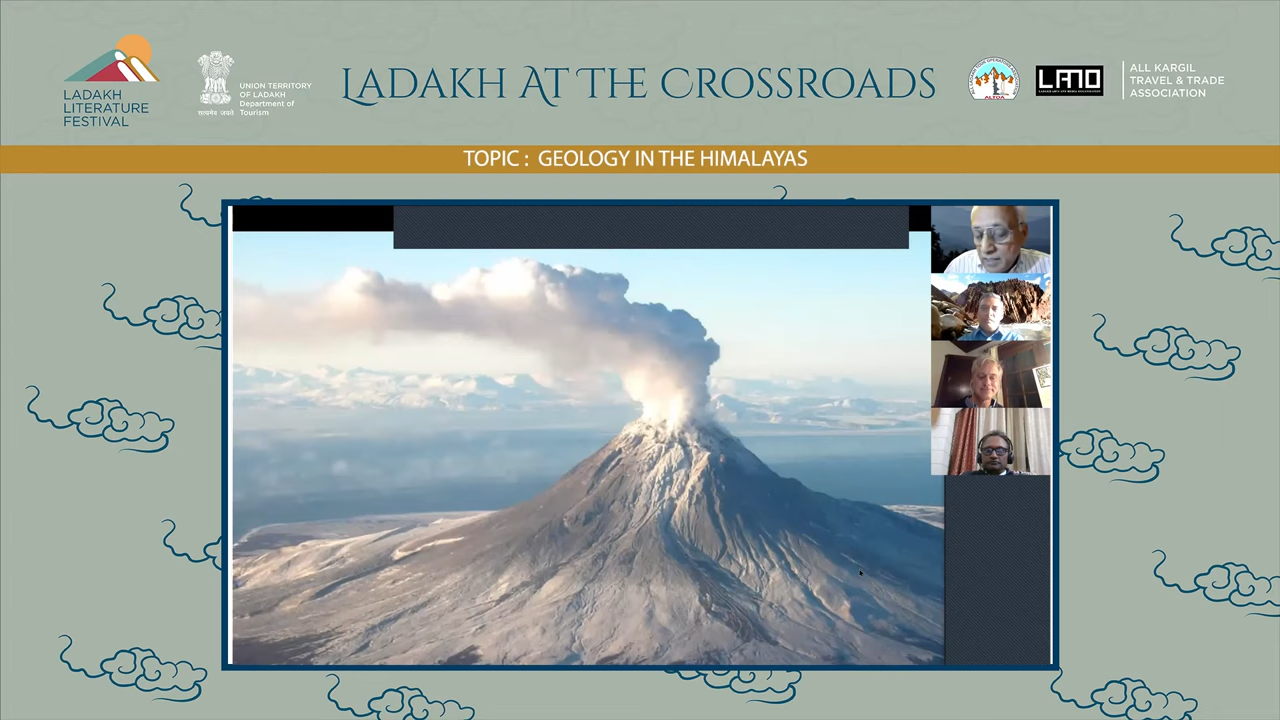 LADAKH
LITERATURE
FESTIVAL
सत्यमेव जयते
UNION TERRITORY
OF LADAKH
Department of
Tourism
LADAKH AT THE CROSSROADS
ALTOA
LAMO
ALL KARGIL
TRAVEL & TRADE
ASSOCIATION
TOPIC : GEOLOGY IN THE HIMALAYAS